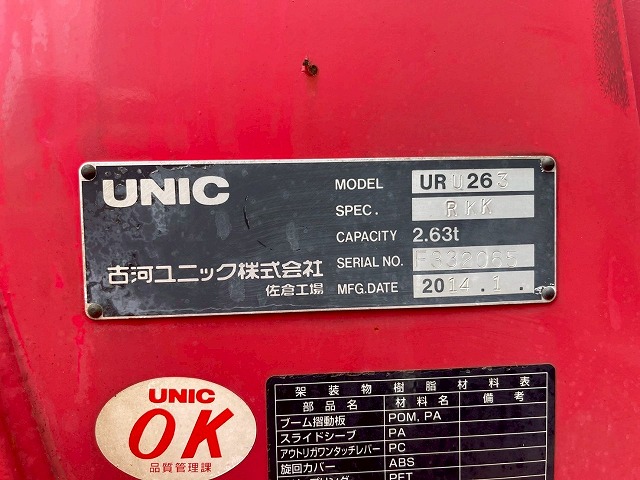 UNIC
MODEL URU263
SPEC. RKK
CAPACITY 2.63t
古河ユニック株式会社
SERIAL NO. F632065
佐倉工場
MFG.DATE 2014.1.
UNIC
OK
品質管理課
架装物樹脂材料表
部品名 材料名 備考
ブーム摺動板 POM, PA
スライドシーブ PA
アウトリガワンタッチレバー PC
旋回カバー ABS
PET